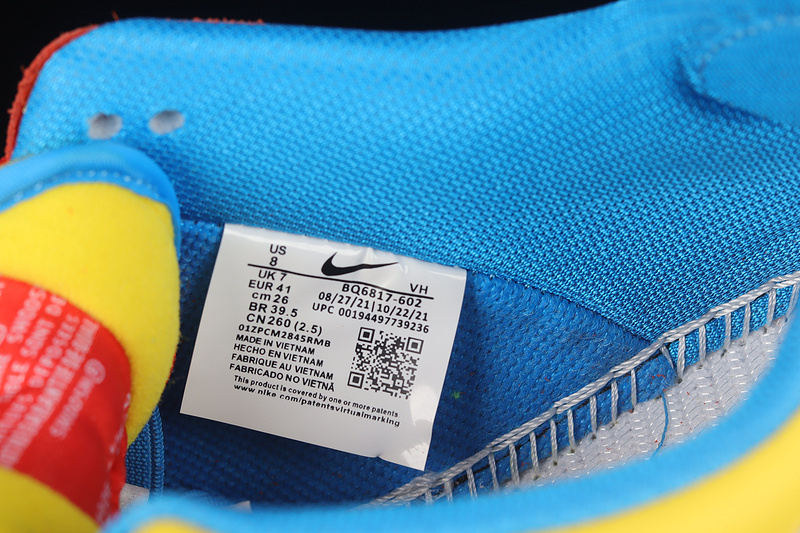 US
8
UK 7
EUR 41
cm 26
BR 39.5
CN 260 (2.5)
VH
BQ6817-602
08/27/21|10/22/21
UPC 00194497739236
01ZPCM2845RMB
MADE IN VIETNAM
HECHO EN VIETNAM
FABRIQUE AU VIETNAM
FABRICADO NO VIETNÃ
This product is covered by one or more patents
www.nike.com/patentsvirtualmarking